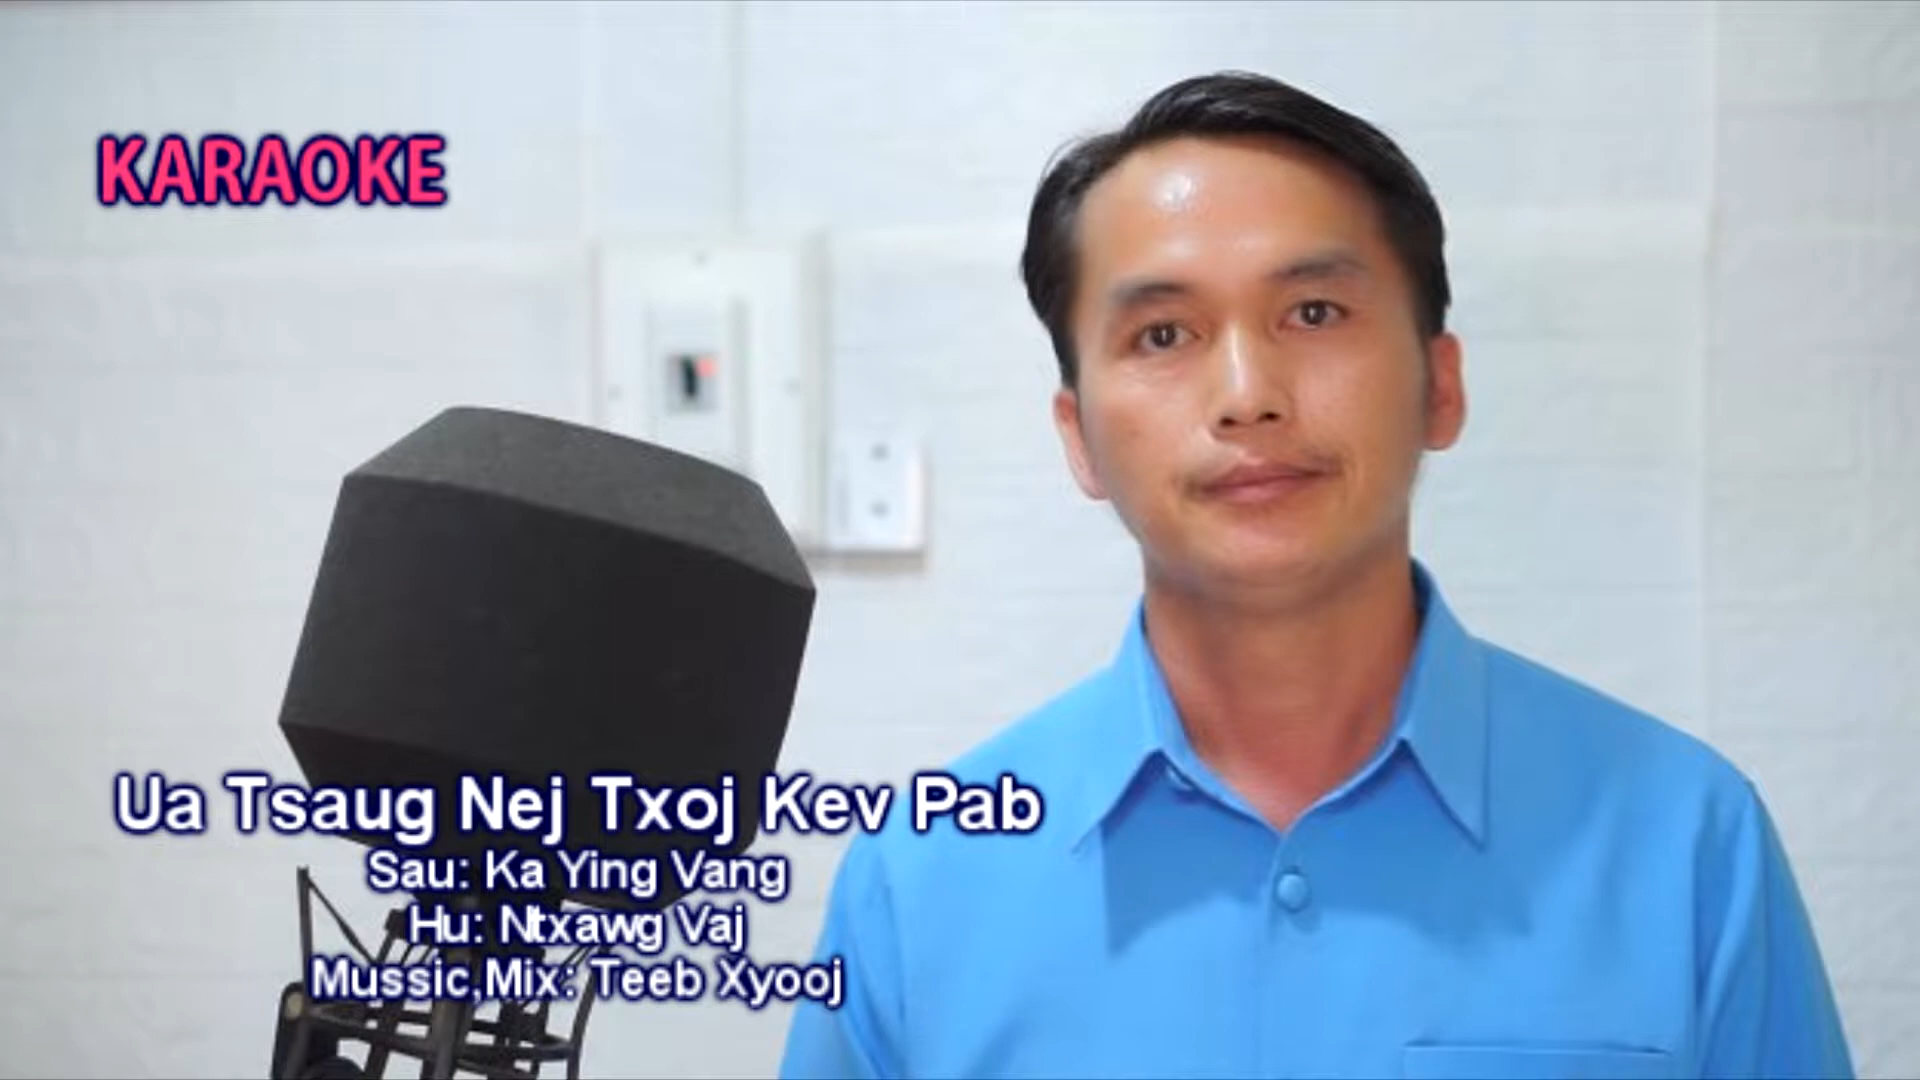 KARAOKE
Ua Tsaug Nej Txoj Kev Pab
Sau: Ka Ying Vang
Hu: Ntxawg Vaj
Mussic,Mix: Teeb Xyooj